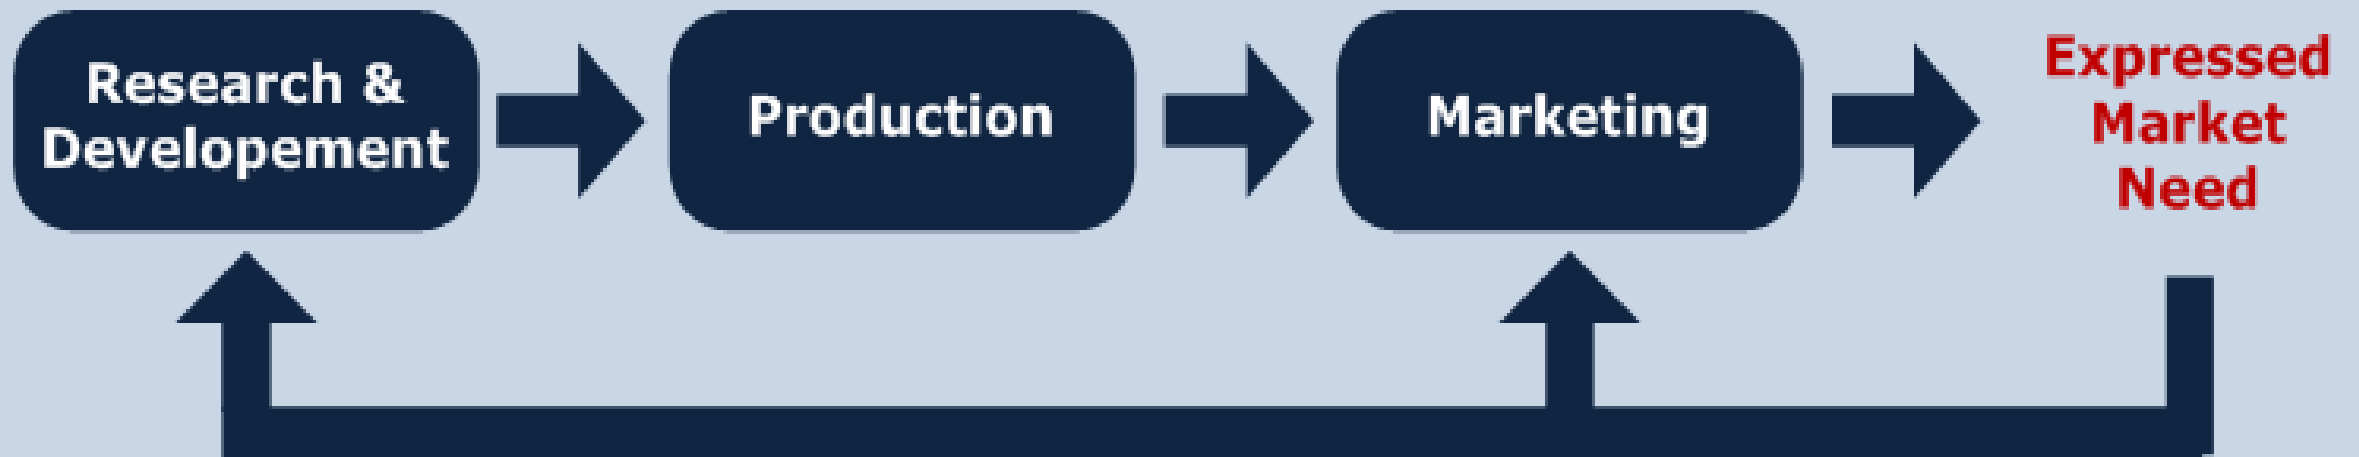 Research &
Developement
Production
Marketing
Expressed
Market
Need